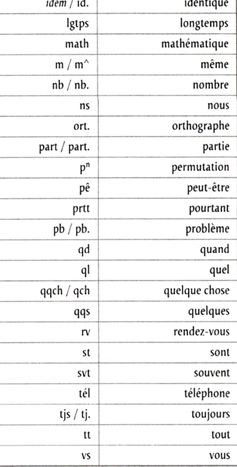 idem / id. identique
lgtps longtemps
math mathématique
m / m^ même
nb / nb. nombre
ns nous
ort. orthographe
part / part. partie
pⁿ permutation
pê peut-être
prtt pourtant
pb / pb. problème
qd quand
ql quel
qqch / qch quelque chose
qqs quelques
rv rendez-vous
st sont
svt souvent
tél téléphone
tjs / tj. toujours
tt tout
vs vous